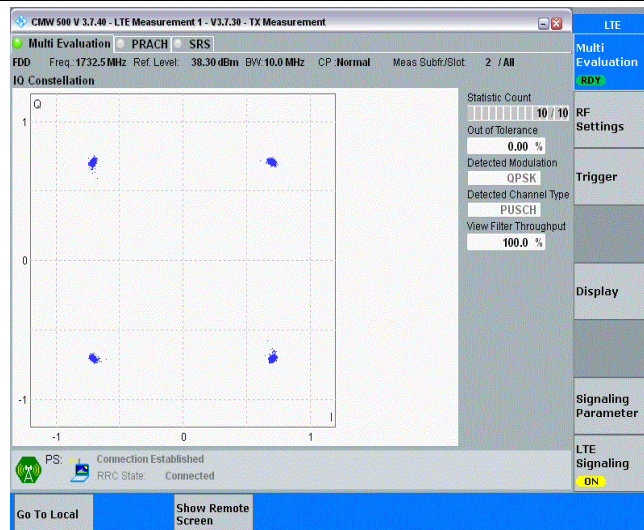 CMW 500 V 3.7.40 - LTE Measurement 1 - V3.7.30 - TX Measurement
LTE
Multi Evaluation PRACH SRS
FDD Freq.:1732.5 MHz Ref. Level: 38.30 dBm BW:10.0 MHz CP :Normal Meas Subfr/Slot: 2 / All
IQ Constellation
Q
1
0
-1
-1 0 1
I
Statistic Count
10 / 10
Out of Tolerance
0.00 %
Detected Modulation
QPSK
Detected Channel Type
PUSCH
View Filter Throughput
100.0 %
Multi
Evaluation
RDY
RF
Settings
Trigger
Display
Signaling
Parameter
LTE
Signaling
ON
PS: Connection Established
RRC State: Connected
Go To Local
Show Remote
Screen